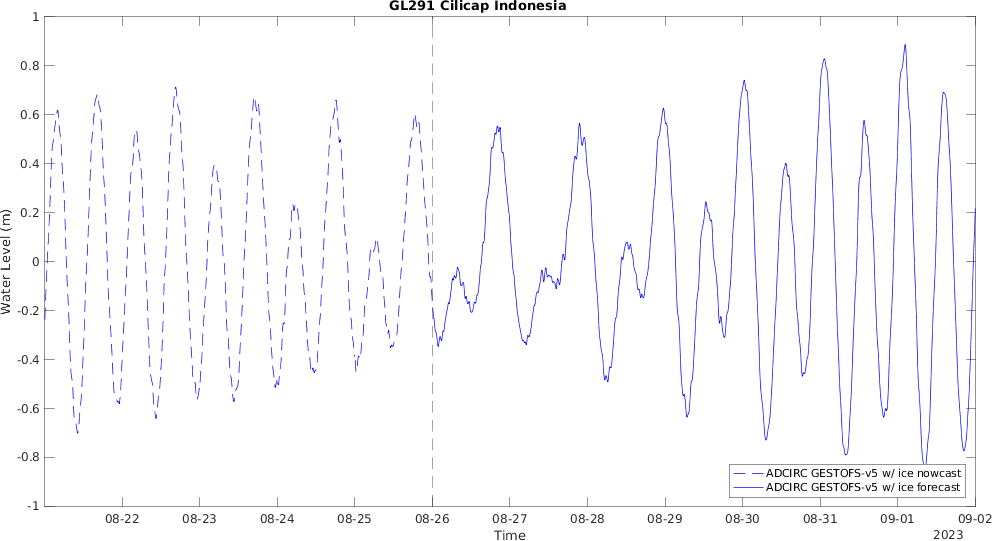 GL291 Cilicap Indonesia
1
0.8
0.6
0.4
0.2
0
-0.2
-0.4
-0.6
-0.8
-1
Water Level (m)
ADCIRC GESTOFS-v5 w/ ice nowcast
ADCIRC GESTOFS-v5 w/ ice forecast
08-22 08-23 08-24 08-25 08-26 08-27 08-28 08-29 08-30 08-31 09-01 09-02
Time
2023